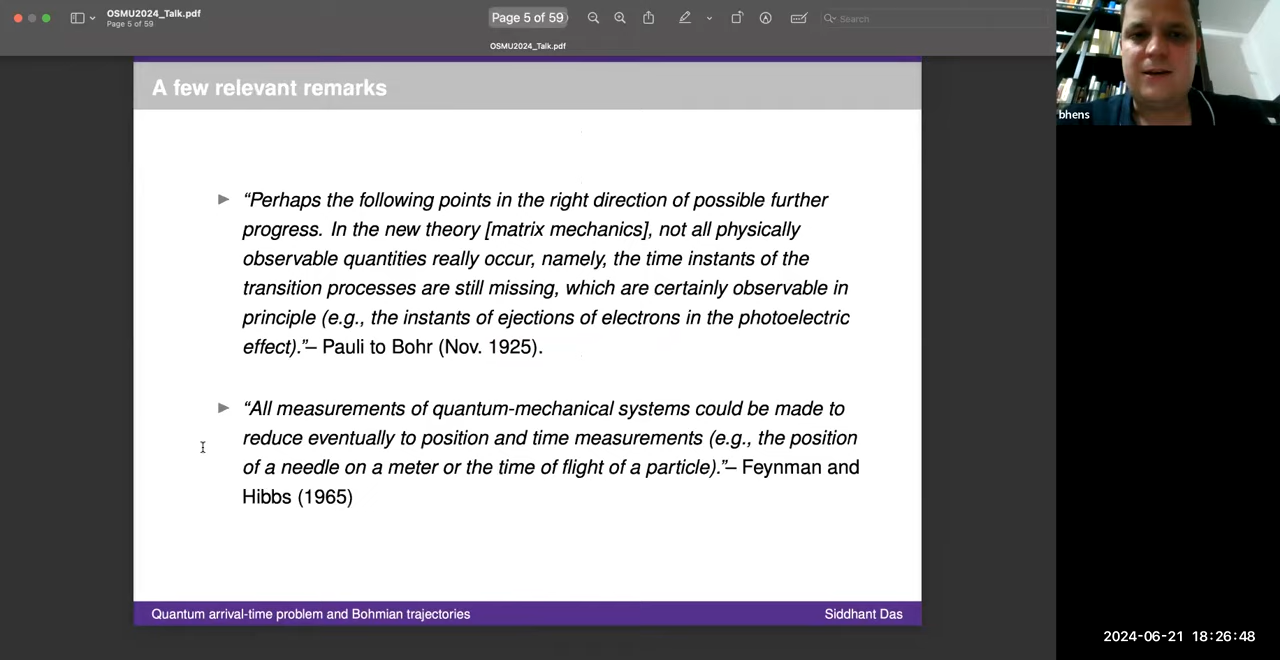 OSMU2024_Talk.pdf
Page 5 of 59
Page 5 of 59
Search
OSMU2024_Talk.pdf
A few relevant remarks
“Perhaps the following points in the right direction of possible further
progress. In the new theory [matrix mechanics], not all physically
observable quantities really occur, namely, the time instants of the
transition processes are still missing, which are certainly observable in
principle (e.g., the instants of ejections of electrons in the photoelectric
effect).”– Pauli to Bohr (Nov. 1925).
“All measurements of quantum-mechanical systems could be made to
reduce eventually to position and time measurements (e.g., the position
of a needle on a meter or the time of flight of a particle).”– Feynman and
Hibbs (1965)
Quantum arrival-time problem and Bohmian trajectories
Siddhant Das
bhens
2024-06-21 18:26:48